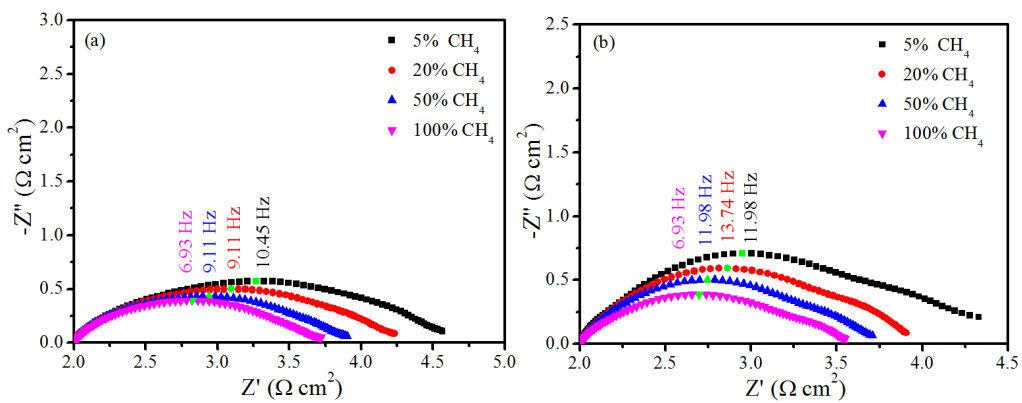 (a)
5% CH4
20% CH4
50% CH4
100% CH4
6.93 Hz
9.11 Hz
9.11 Hz
10.45 Hz
3.0
2.5
2.0
1.5
1.0
0.5
0.0
-Z'' (Ω cm2)
2.0 2.5 3.0 3.5 4.0 4.5 5.0
Z' (Ω cm2)
(b)
5% CH4
20% CH4
50% CH4
100% CH4
6.93 Hz
11.98 Hz
13.74 Hz
11.98 Hz
2.5
2.0
1.5
1.0
0.5
0.0
-Z'' (Ω cm2)
2.0 2.5 3.0 3.5 4.0 4.5
Z' (Ω cm2)